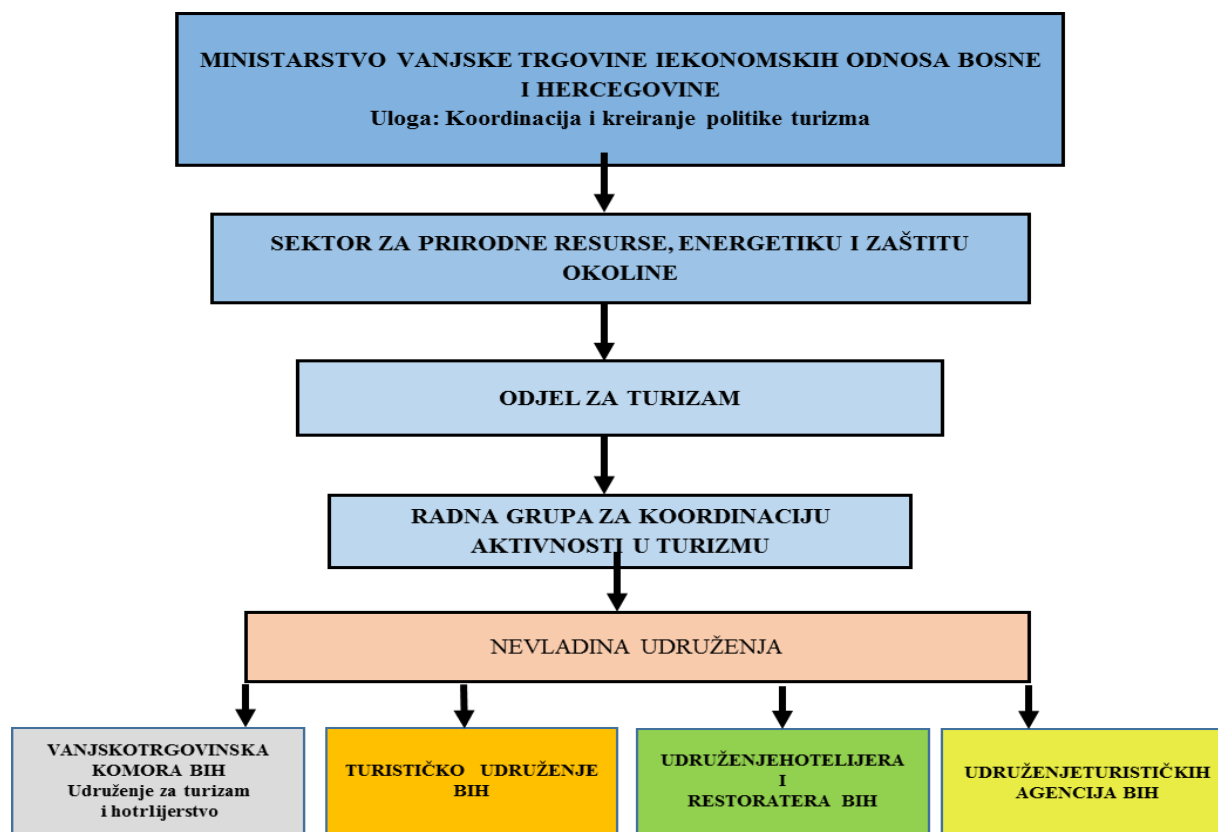 MINISTARSTVO VANJSKE TRGOVINE IEKONOMSKIH ODNOSA BOSNE
I HERCEGOVINE
Uloga: Koordinacija i kreiranje politike turizma
SEKTOR ZA PRIRODNE RESURSE, ENERGETIKU I ZAŠTITU
OKOLINE
ODJEL ZA TURIZAM
RADNA GRUPA ZA KOORDINACIJU
AKTIVNOSTI U TURIZMU
NEVLADINA UDRUŽENJA
VANJSKOTRGOVINSKA
KOMORA BIH
Udruženje za turizam
i hotrlijerstvo
TURISTIČKO UDRUŽENJE
BIH
UDRUŽENJEHOTELIJERA
I
RESTORATERA BIH
UDRUŽENJETURISTIČKIH
AGENCIJA BIH